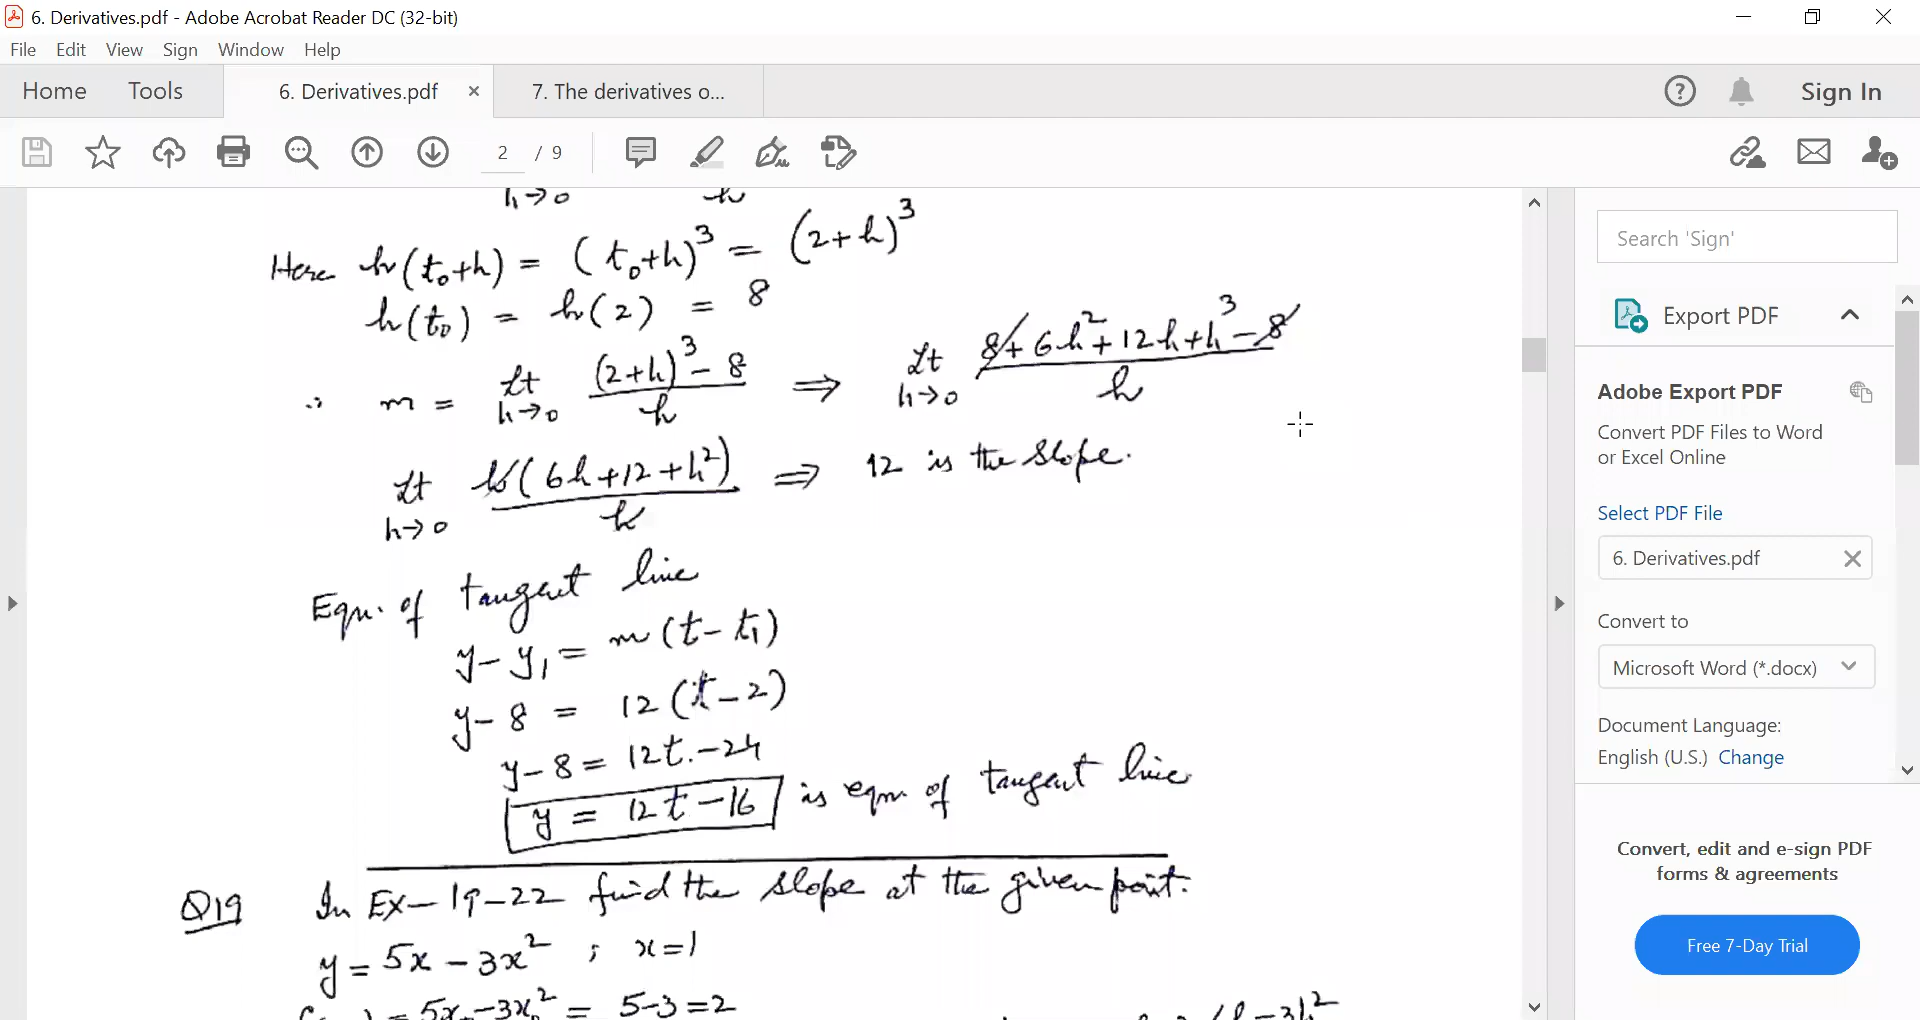 6. Derivatives.pdf - Adobe Acrobat Reader DC (32-bit)
File Edit View Sign Window Help
Home Tools 6. Derivatives.pdf × 7. The derivatives o... Sign In
2 / 9
h→0 h
Here h(t₀+h) = (t₀+h)³ = (2+h)³
h(t₀) = h(2) = 8
∴ m = Lt h→0 (2+h)³ - 8 / h ⇒ Lt h→0 8+6h²+12h+h³-8 / h
Lt h→0 h(6h+12+h²) / h ⇒ 12 is the slope.
Eqn. of tangent line
y-y₁ = m(t-t₁)
y-8 = 12(t-2)
y-8 = 12t.-24
y = 12t-16 is eqn. of tangent line
Q19 In EX-19-22 find the slope at the given point.
y = 5x - 3x² ; x=1
= 5x₀-3x₀² = 5-3=2
Search 'Sign'
Export PDF
Adobe Export PDF
Convert PDF Files to Word
or Excel Online
Select PDF File
6. Derivatives.pdf
Convert to
Microsoft Word (*.docx)
Document Language:
English (U.S.) Change
Convert, edit and e-sign PDF
forms & agreements
Free 7-Day Trial